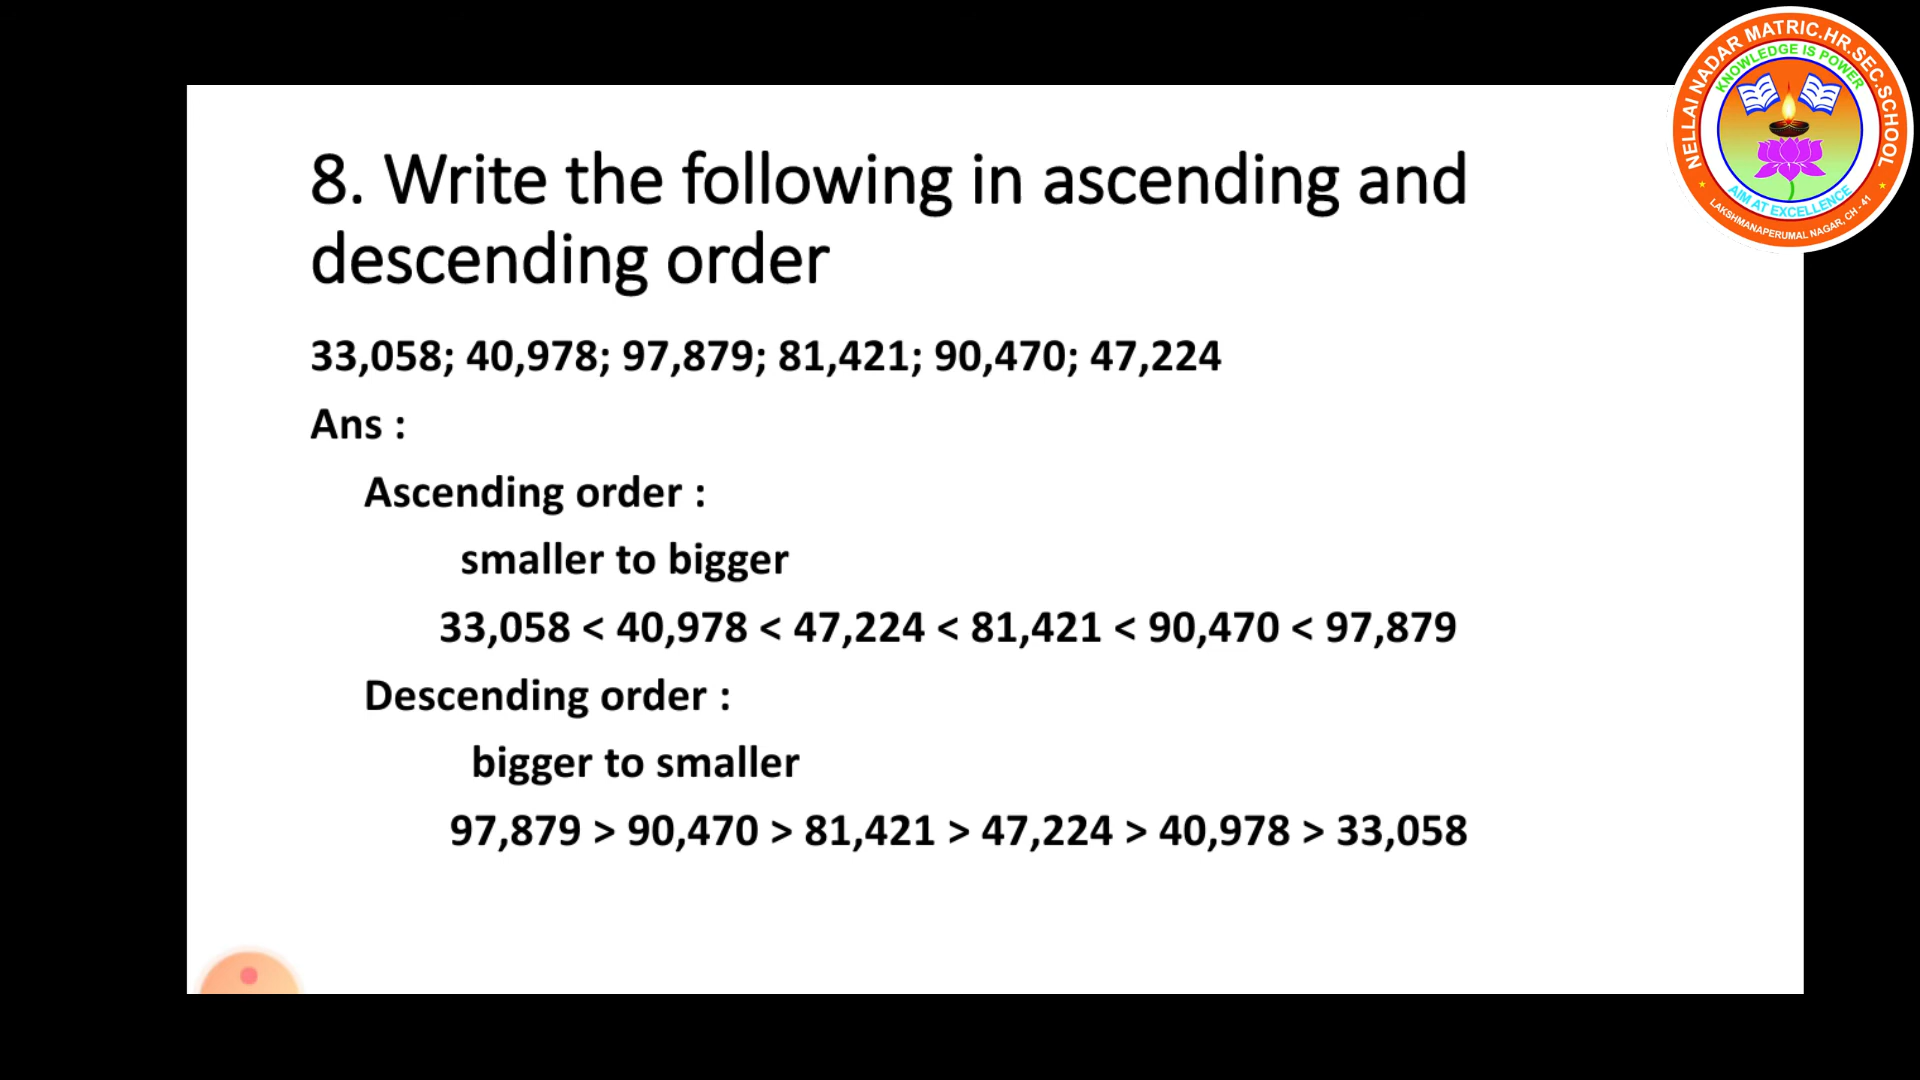 8. Write the following in ascending and
descending order
33,058; 40,978; 97,879; 81,421; 90,470; 47,224
Ans :
Ascending order :
smaller to bigger
33,058 < 40,978 < 47,224 < 81,421 < 90,470 < 97,879
Descending order :
bigger to smaller
97,879 > 90,470 > 81,421 > 47,224 > 40,978 > 33,058
NELLAI NADAR MATRIC.HR.SEC.SCHOOL
KNOWLEDGE IS POWER
AIM AT EXCELLENCE
LAKSHMANAPERUMAL NAGAR, CH - 41